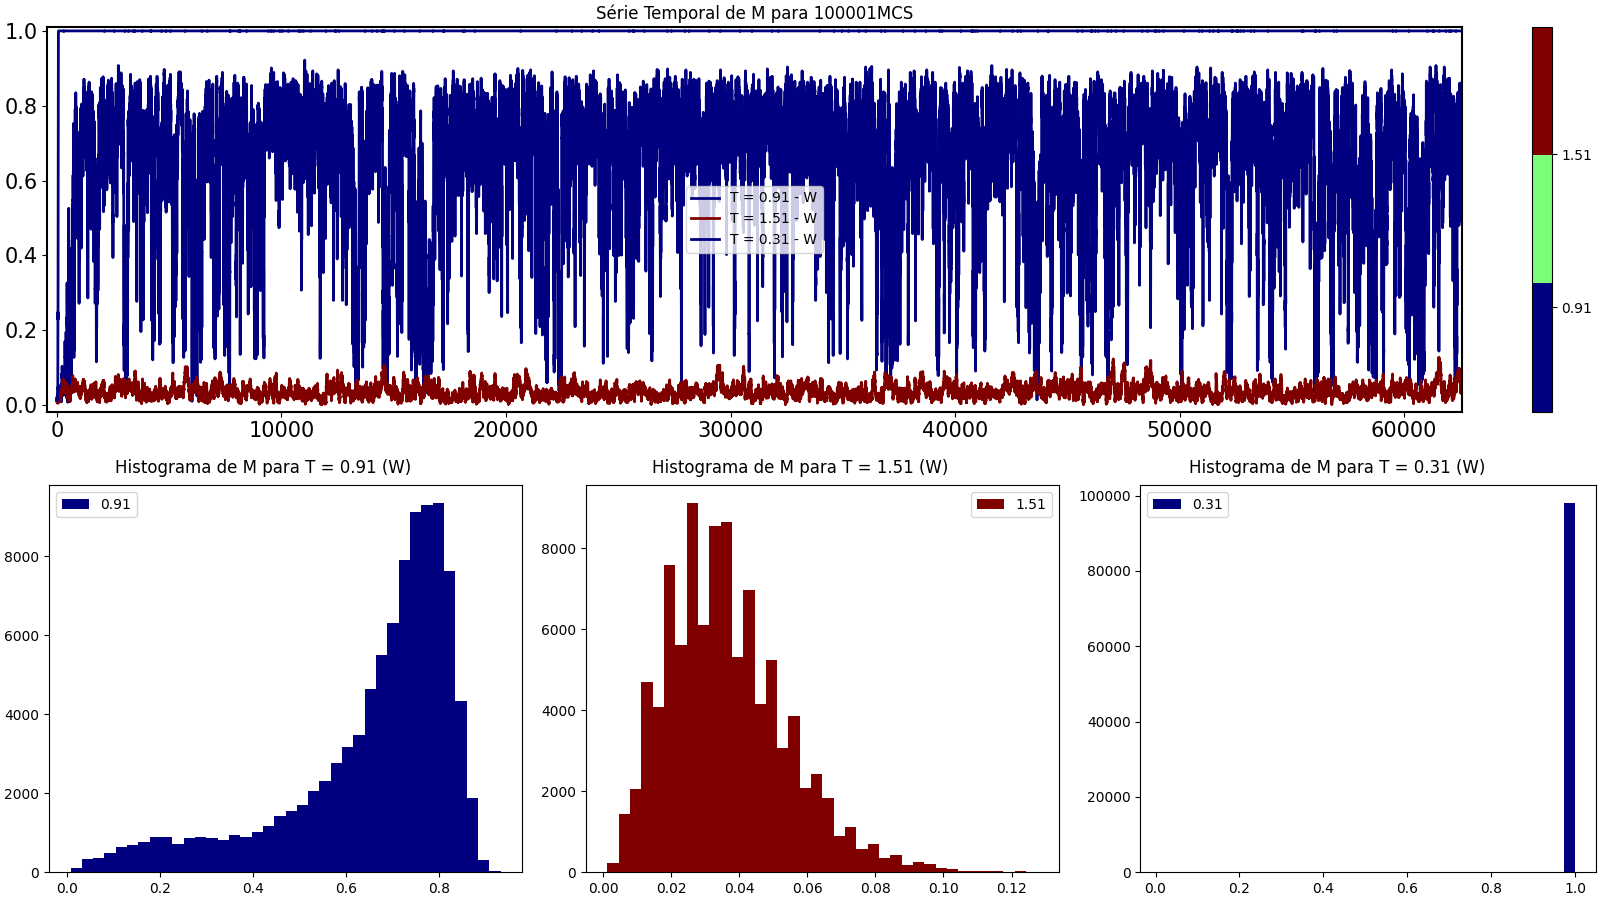 Série Temporal de M para 100001MCS
1.0
0.8
0.6
0.4
0.2
0.0
T = 0.91 - W
T = 1.51 - W
T = 0.31 - W
0 10000 20000 30000 40000 50000 60000
1.51
0.91
Histograma de M para T = 0.91 (W)
0.91
8000
6000
4000
2000
0
0.0 0.2 0.4 0.6 0.8
Histograma de M para T = 1.51 (W)
1.51
8000
6000
4000
2000
0
0.00 0.02 0.04 0.06 0.08 0.10 0.12
Histograma de M para T = 0.31 (W)
0.31
100000
80000
60000
40000
20000
0
0.0 0.2 0.4 0.6 0.8 1.0